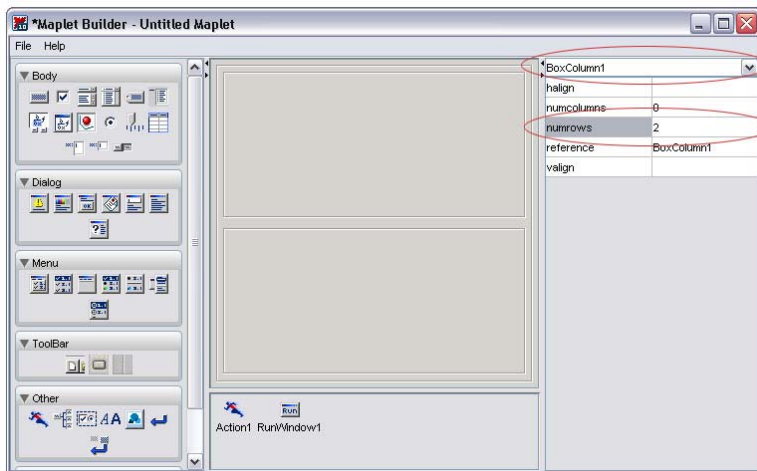 *Maplet Builder - Untitled Maplet
File Help
Body
Dialog
Menu
ToolBar
Other
Action1 RunWindow1
Run
BoxColumn1
halign
numcolumns 0
numrows 2
reference BoxColumn1
valign